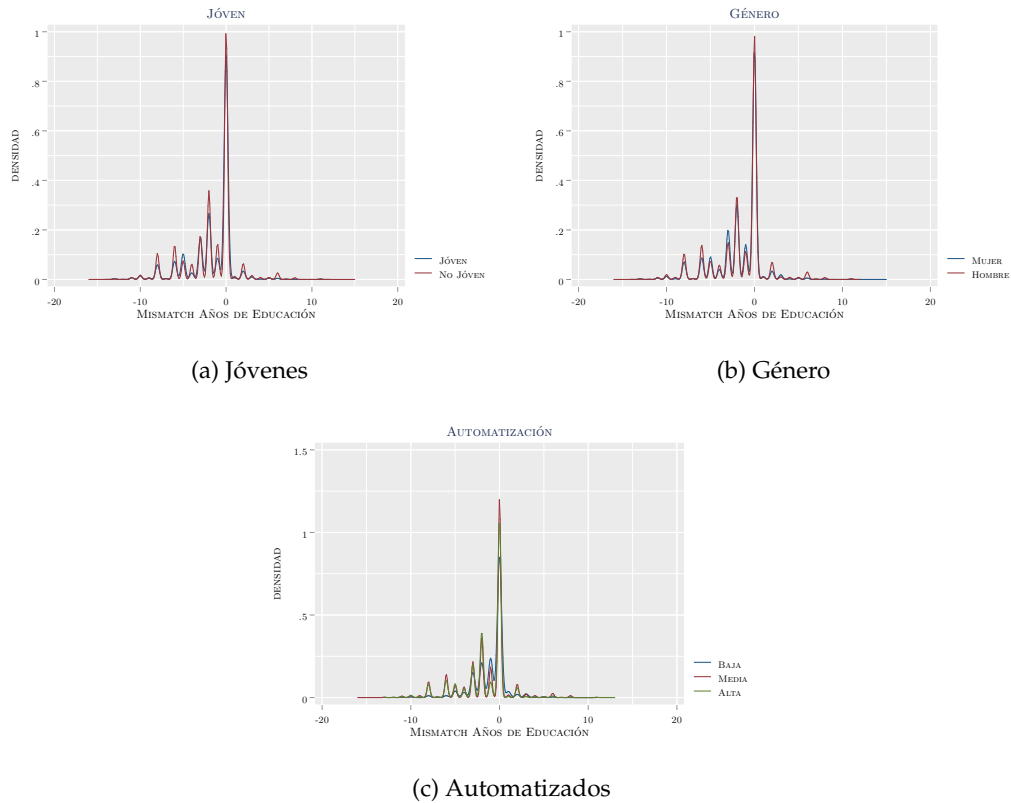 Jóven
1
.8
.6
.4
.2
0
densidad
-20
-10
0
10
20
Mismatch Años de Educación
Jóven
No Jóven
(a) Jóvenes
Género
1
.8
.6
.4
.2
0
densidad
-20
-10
0
10
20
Mismatch Años de Educación
Mujer
Hombre
(b) Género
Automatización
1.5
1
.5
0
densidad
-20
-10
0
10
20
Mismatch Años de Educación
Baja
Media
Alta
(c) Automatizados